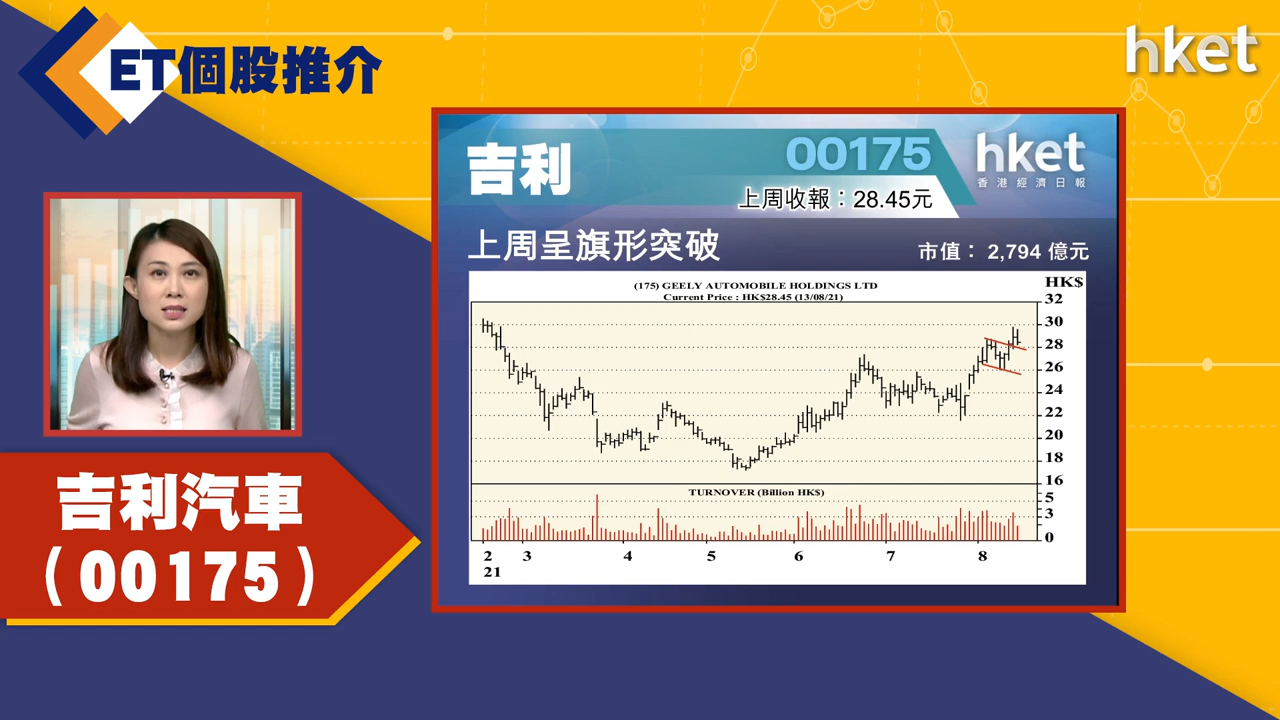 ET個股推介
hket
吉利
00175
hket
香港經濟日報
上周收報：28.45元
上周呈旗形突破
市值： 2,794 億元
(175) GEELY AUTOMOBILE HOLDINGS LTD
Current Price : HK$28.45 (13/08/21)
HK$
32
30
28
26
24
22
20
18
16
TURNOVER (Billion HK$)
5
3
0
2 3 4 5 6 7 8
21
吉利汽車
（00175）